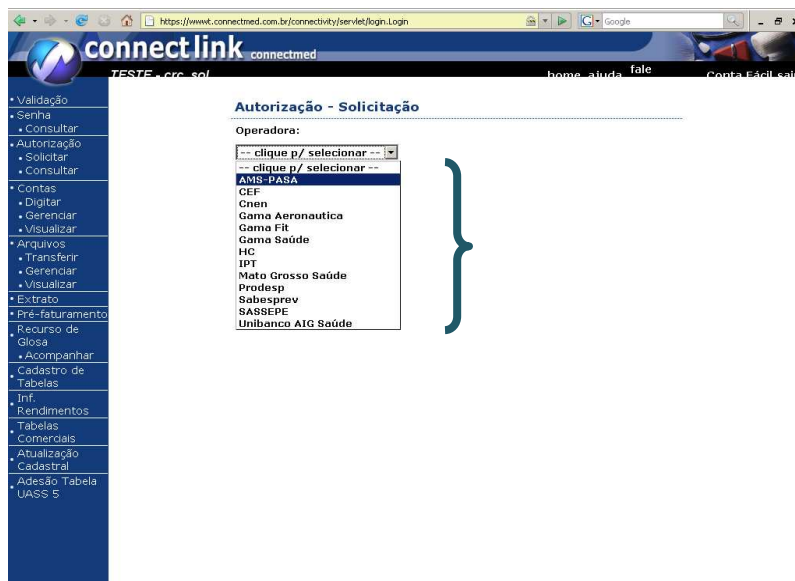 https://wwwt.connectmed.com.br/connectivity/servlet/login.Login
Google
connect link connectmed
TESTE - crc_sol
home ajuda fale Conta Fácil sair
• Validação
• Senha
• Consultar
• Autorização
• Solicitar
• Consultar
• Contas
• Digitar
• Gerenciar
• Visualizar
• Arquivos
• Transferir
• Gerenciar
• Visualizar
• Extrato
• Pré-faturamento
• Recurso de
Glosa
• Acompanhar
• Cadastro de
Tabelas
• Inf.
Rendimentos
• Tabelas
Comerciais
• Atualização
Cadastral
• Adesão Tabela
UASS 5
Autorização - Solicitação
Operadora:
-- clique p/ selecionar --
-- clique p/ selecionar --
AMS-PASA
CEF
Cnen
Gama Aeronautica
Gama Fit
Gama Saúde
HC
IPT
Mato Grosso Saúde
Prodesp
Sabesprev
SASSEPE
Unibanco AIG Saúde